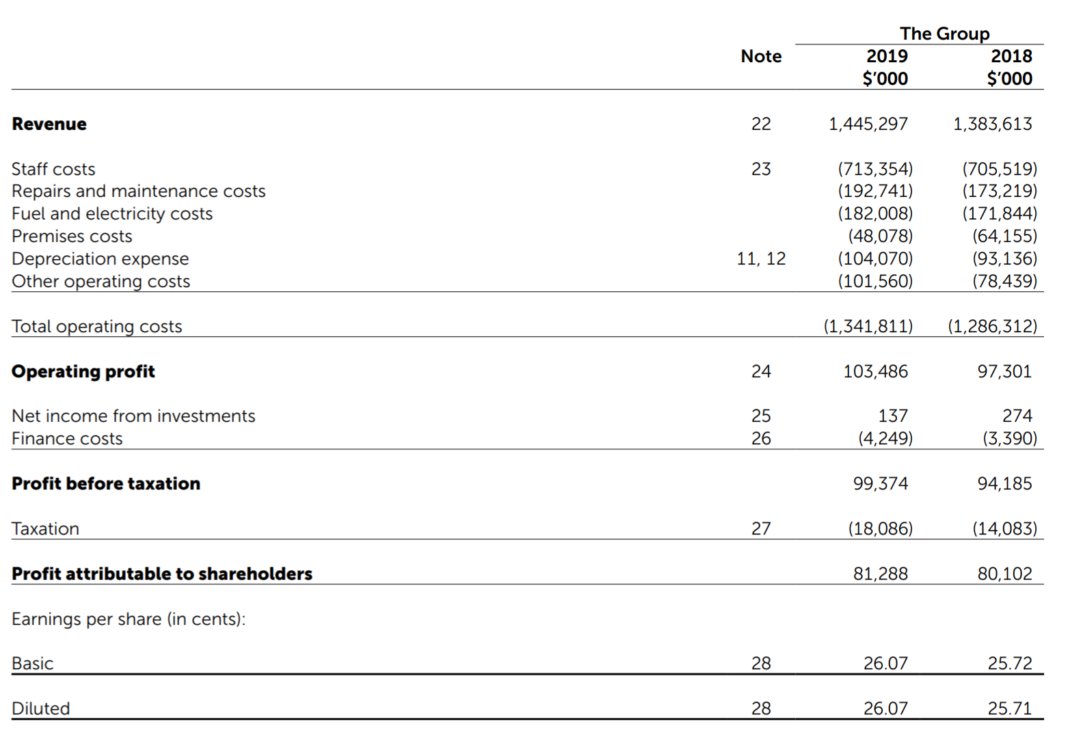 The Group
Note 2019 2018
$'000 $'000
Revenue 22 1,445,297 1,383,613
Staff costs 23 (713,354) (705,519)
Repairs and maintenance costs (192,741) (173,219)
Fuel and electricity costs (182,008) (171,844)
Premises costs (48,078) (64,155)
Depreciation expense 11, 12 (104,070) (93,136)
Other operating costs (101,560) (78,439)
Total operating costs (1,341,811) (1,286,312)
Operating profit 24 103,486 97,301
Net income from investments 25 137 274
Finance costs 26 (4,249) (3,390)
Profit before taxation 99,374 94,185
Taxation 27 (18,086) (14,083)
Profit attributable to shareholders 81,288 80,102
Earnings per share (in cents):
Basic 28 26.07 25.72
Diluted 28 26.07 25.71